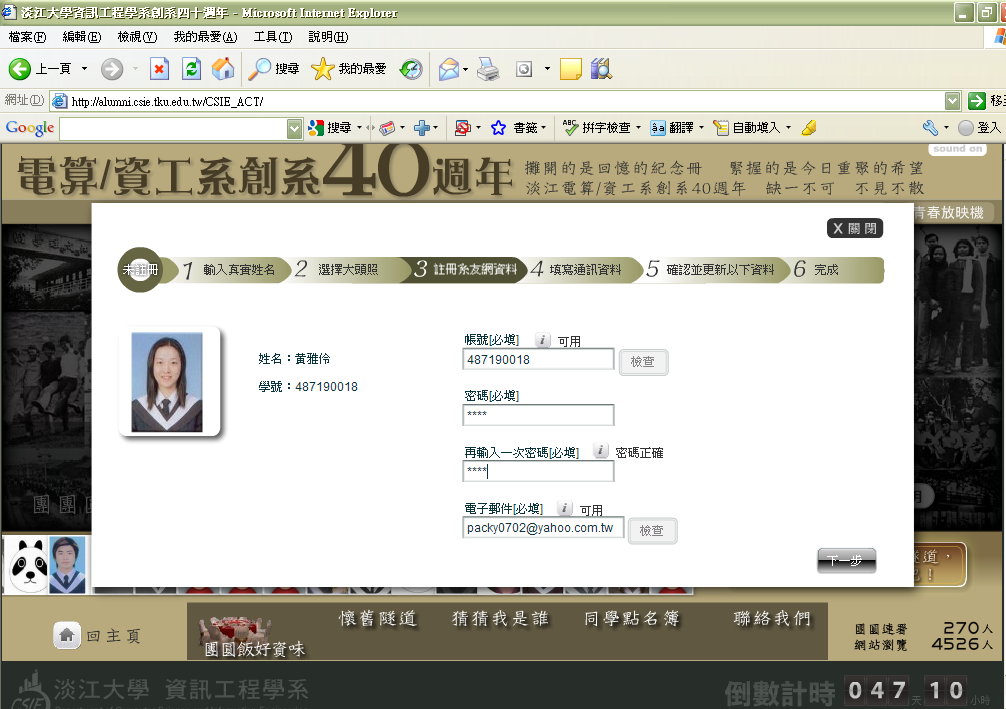 淡江大學資訊工程學系創系四十週年 - Microsoft Internet Explorer
檔案(F) 編輯(E) 檢視(V) 我的最愛(A) 工具(T) 說明(H)
上一頁 搜尋 我的最愛
網址(D) http://alumni.csie.tku.edu.tw/CSIE_ACT/ 移至
Google 搜尋 書籤 拼字檢查 翻譯 自動填入 登入
sound on
電算/資工系創系40週年
攤開的是回憶的紀念冊 緊握的是今日重聚的希望
淡江電算/資工系創系40週年 缺一不可 不見不散
青春放映機
X 關閉
未註冊 1 輸入真實姓名 2 選擇大頭照 3 註冊系友網資料 4 填寫通訊資料 5 確認並更新以下資料 6 完成
姓名：黃雅伶
學號：487190018
帳號[必填] i 可用
487190018 檢查
密碼[必填]
****
再輸入一次密碼[必填] i 密碼正確
****
電子郵件[必填] i 可用
packy0702@yahoo.com.tw 檢查
下一步
團團
隧道，
！
回主頁
團圓飯好資味
懷舊隧道 猜猜我是誰 同學點名簿 聯絡我們
團圓連署 270人
網站瀏覽 4526人
CSIE 淡江大學 資訊工程學系
倒數計時 047天 10小時